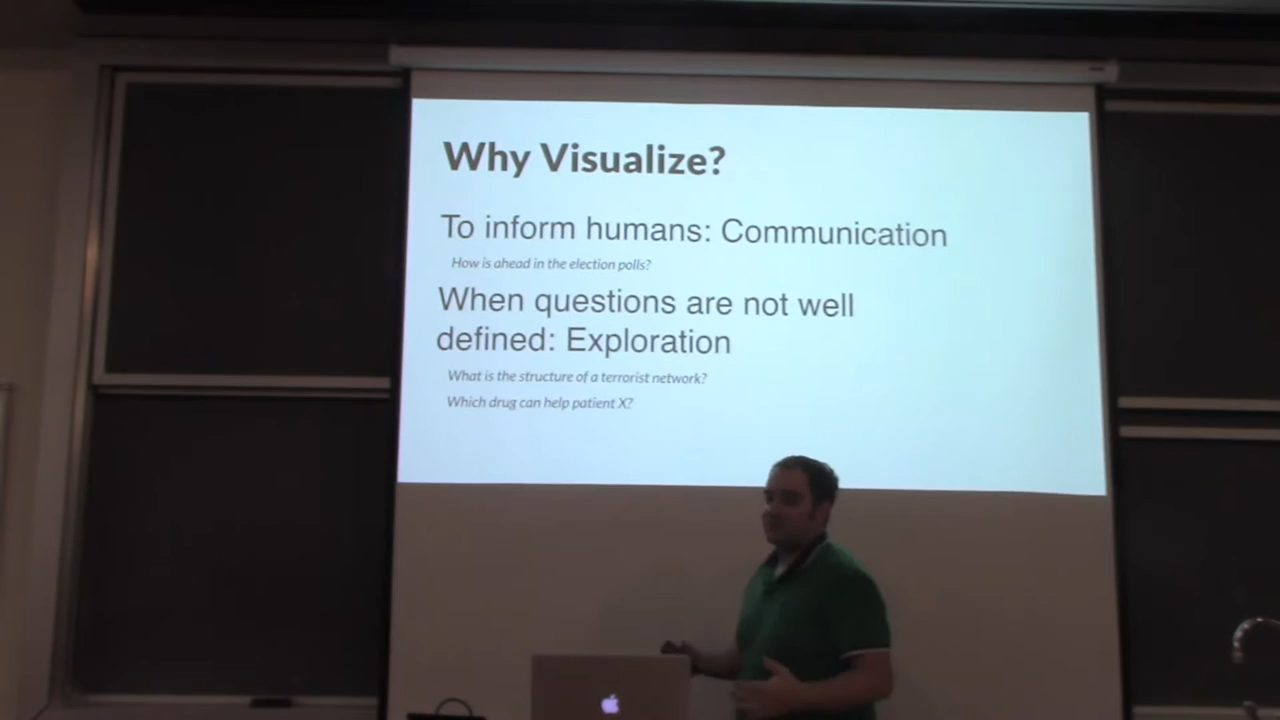 Why Visualize?
To inform humans: Communication
How is ahead in the election polls?
When questions are not well
defined: Exploration
What is the structure of a terrorist network?
Which drug can help patient X?